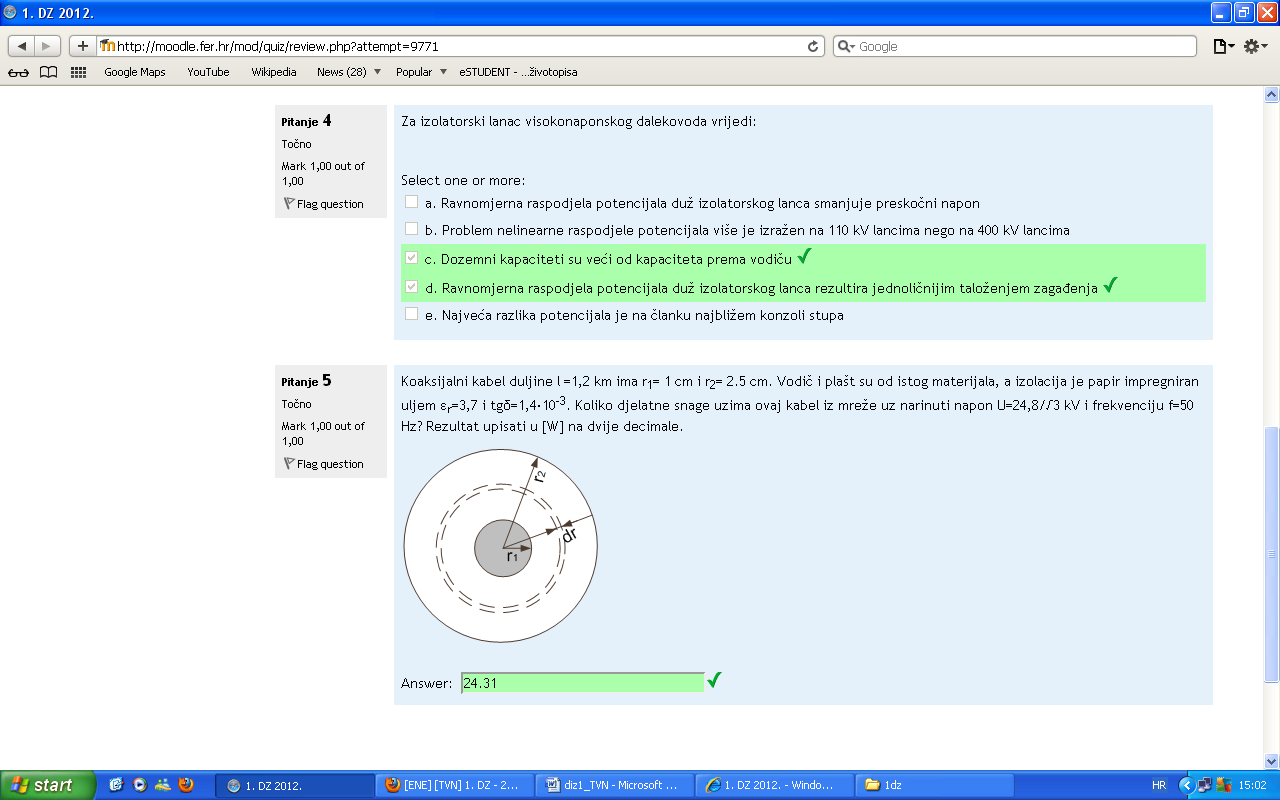 1. DZ 2012.
http://moodle.fer.hr/mod/quiz/review.php?attempt=9771
Google
Google Maps YouTube Wikipedia News (28) Popular eSTUDENT - ...životopisa
Pitanje 4
Točno
Mark 1,00 out of
1,00
Flag question
Za izolatorski lanac visokonaponskog dalekovoda vrijedi:
Select one or more:
a. Ravnomjerna raspodjela potencijala duž izolatorskog lanca smanjuje preskočni napon
b. Problem nelinearne raspodjele potencijala više je izražen na 110 kV lancima nego na 400 kV lancima
c. Dozemni kapaciteti su veći od kapaciteta prema vodiču
d. Ravnomjerna raspodjela potencijala duž izolatorskog lanca rezultira jednoličnijim taloženjem zagađenja
e. Najveća razlika potencijala je na članku najbližem konzoli stupa
Pitanje 5
Točno
Mark 1,00 out of
1,00
Flag question
Koaksijalni kabel duljine l =1,2 km ima r1= 1 cm i r2= 2.5 cm. Vodič i plašt su od istog materijala, a izolacija je papir impregniran
uljem εr=3,7 i tgδ=1,4·10-3. Koliko djelatne snage uzima ovaj kabel iz mreže uz narinuti napon U=24,8/√3 kV i frekvenciju f=50
Hz? Rezultat upisati u [W] na dvije decimale.
r2
dr
r1
Answer: 24.31
start 1. DZ 2012. [ENE] [TVN] 1. DZ - 2... diz1_TVN - Microsoft ... 1. DZ 2012. - Windo... 1dz HR 15:02